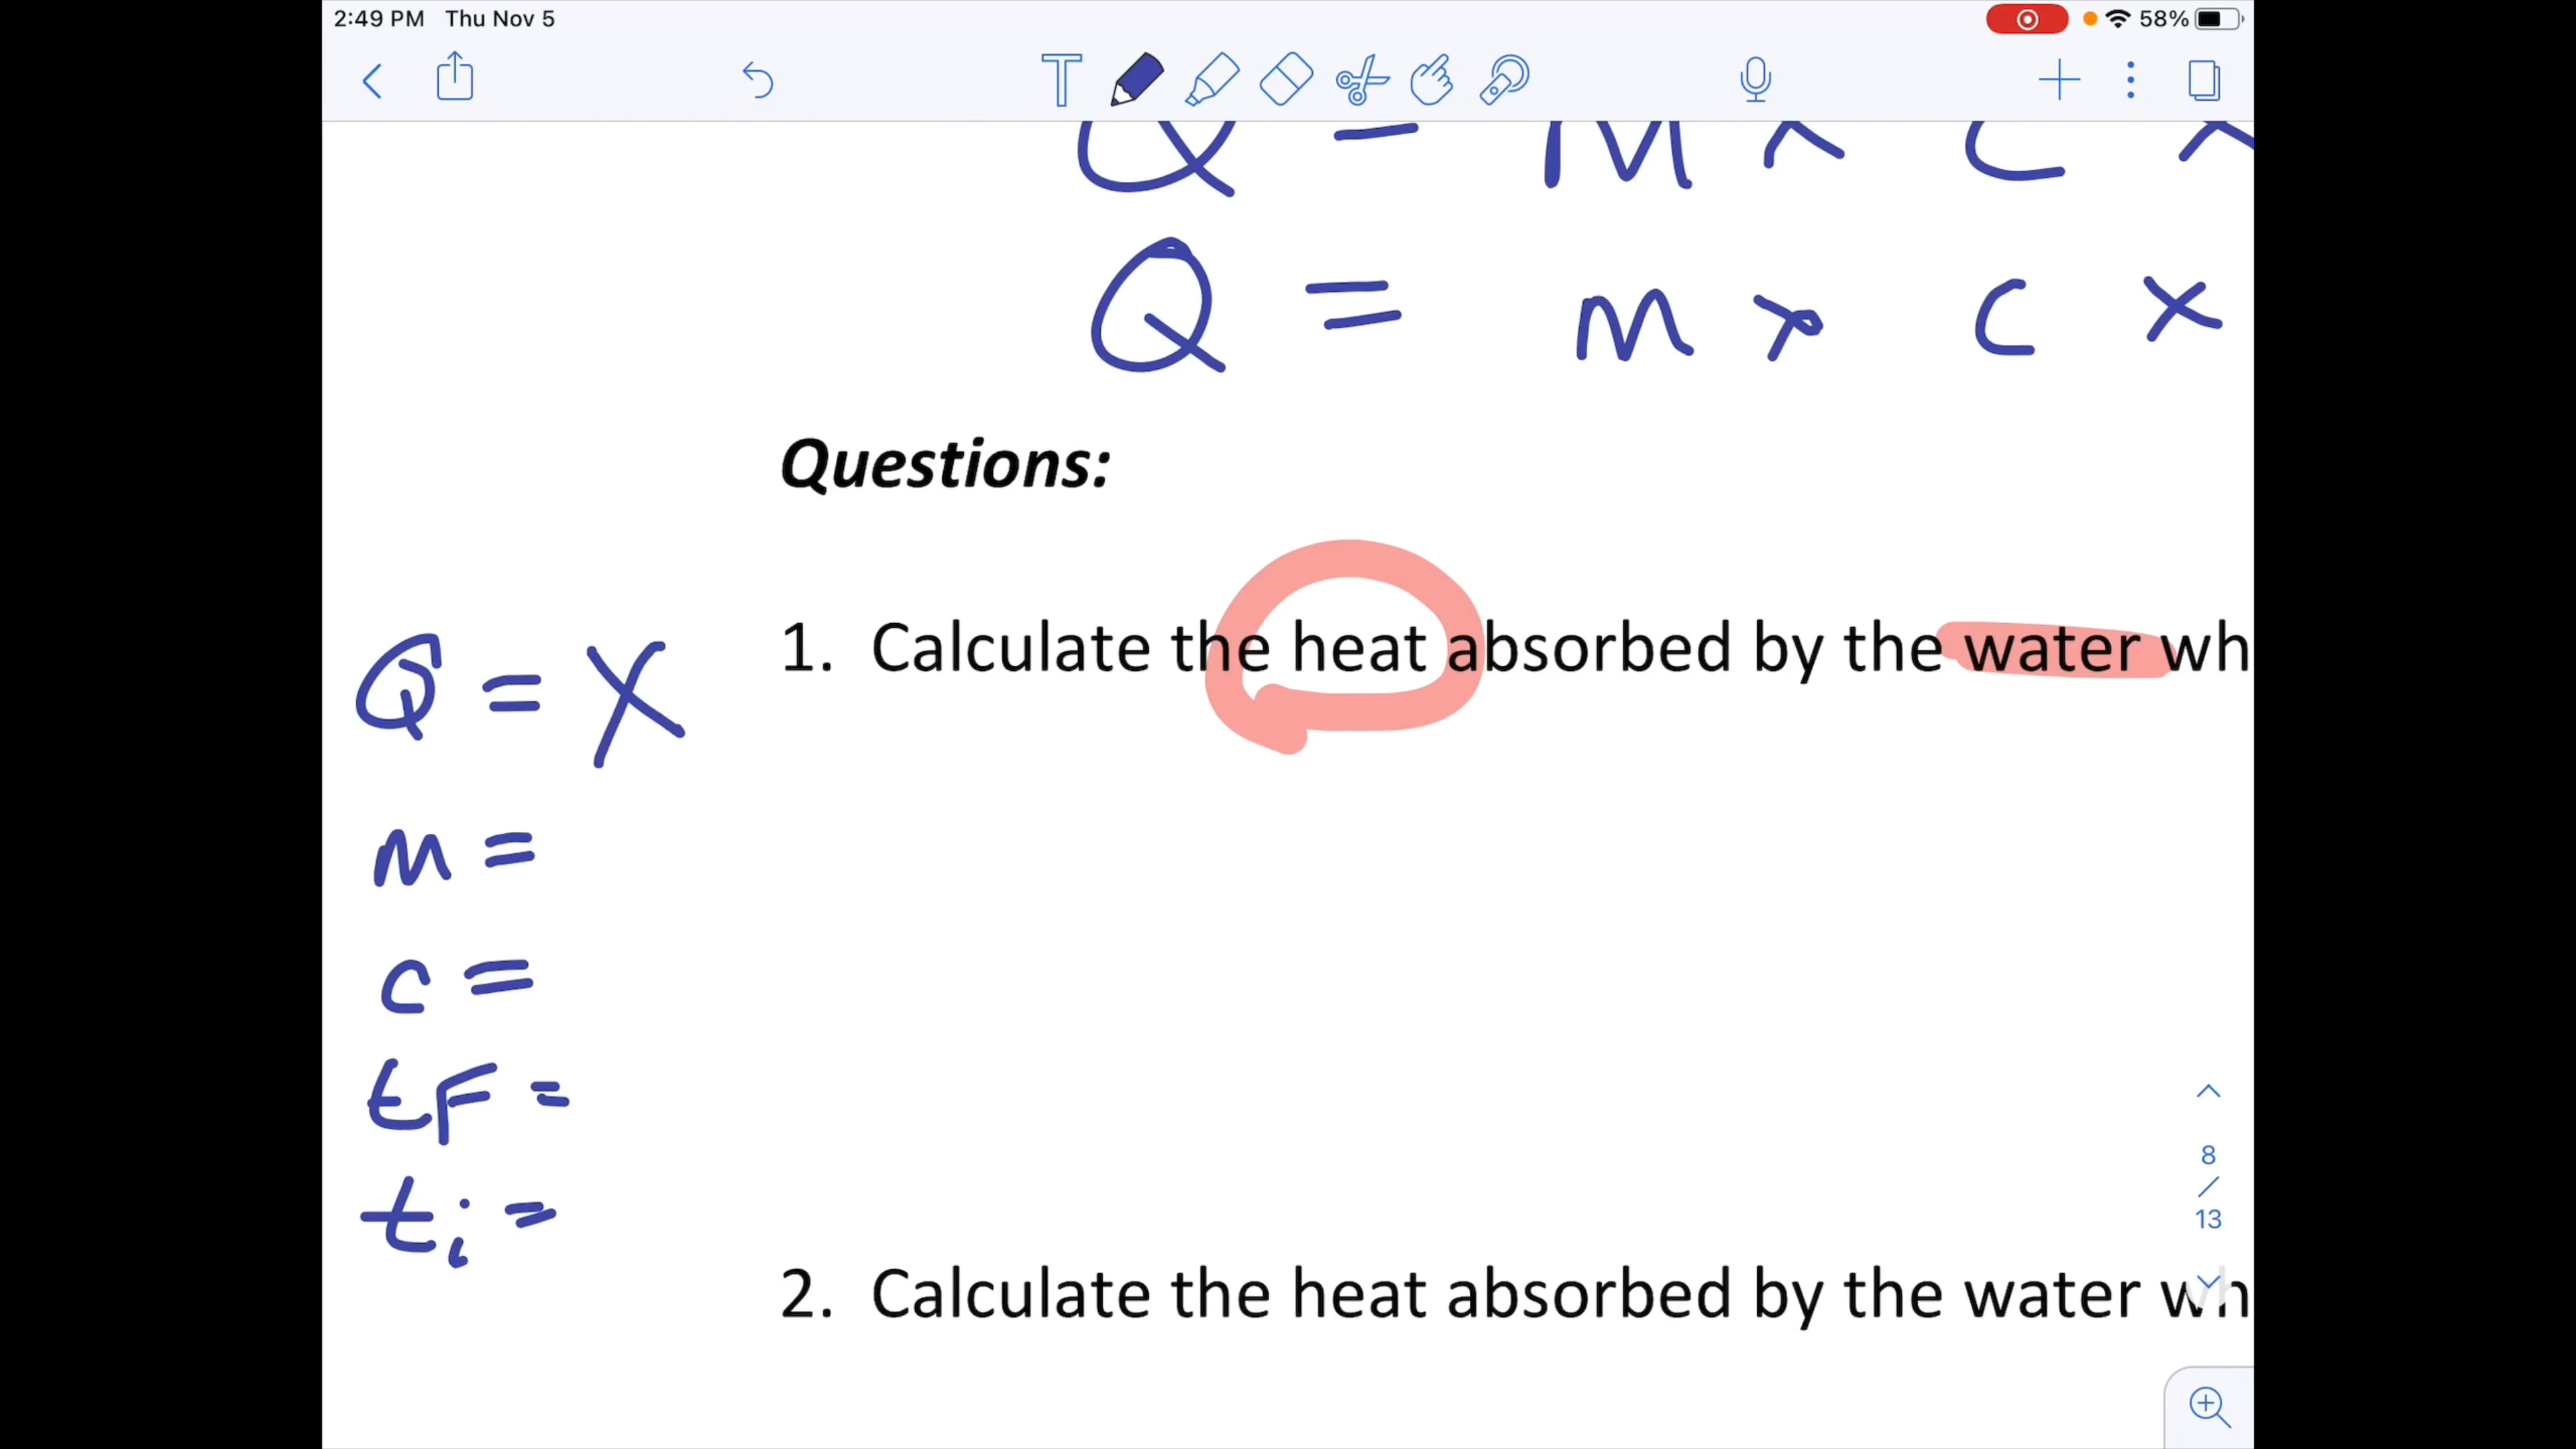 2:49 PM Thu Nov 5
58%
T
Q = M x C x
Q = m x c x
Questions:
1. Calculate the heat absorbed by the water wh
Q = X
m =
c =
tF =
ti =
8
/
13
2. Calculate the heat absorbed by the water wh